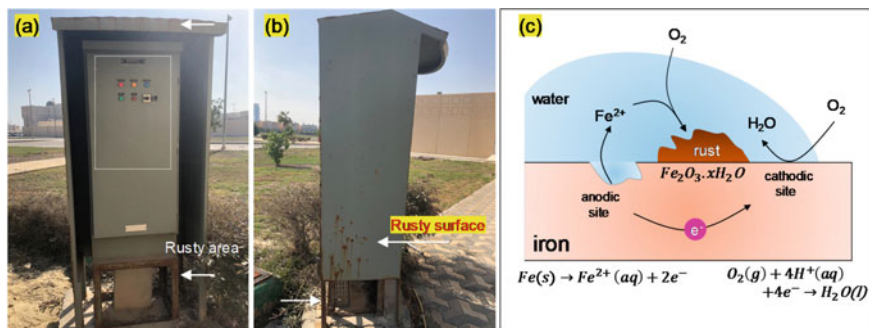 (a)
Rusty area
(b)
Rusty surface
(c)
O₂
water
Fe²⁺
H₂O
O₂
rust
Fe₂O₃.xH₂O
anodic
site
cathodic
site
e⁻
iron
Fe(s) → Fe²⁺(aq) + 2e⁻
O₂(g) + 4H⁺(aq)
+4e⁻ → H₂O(l)